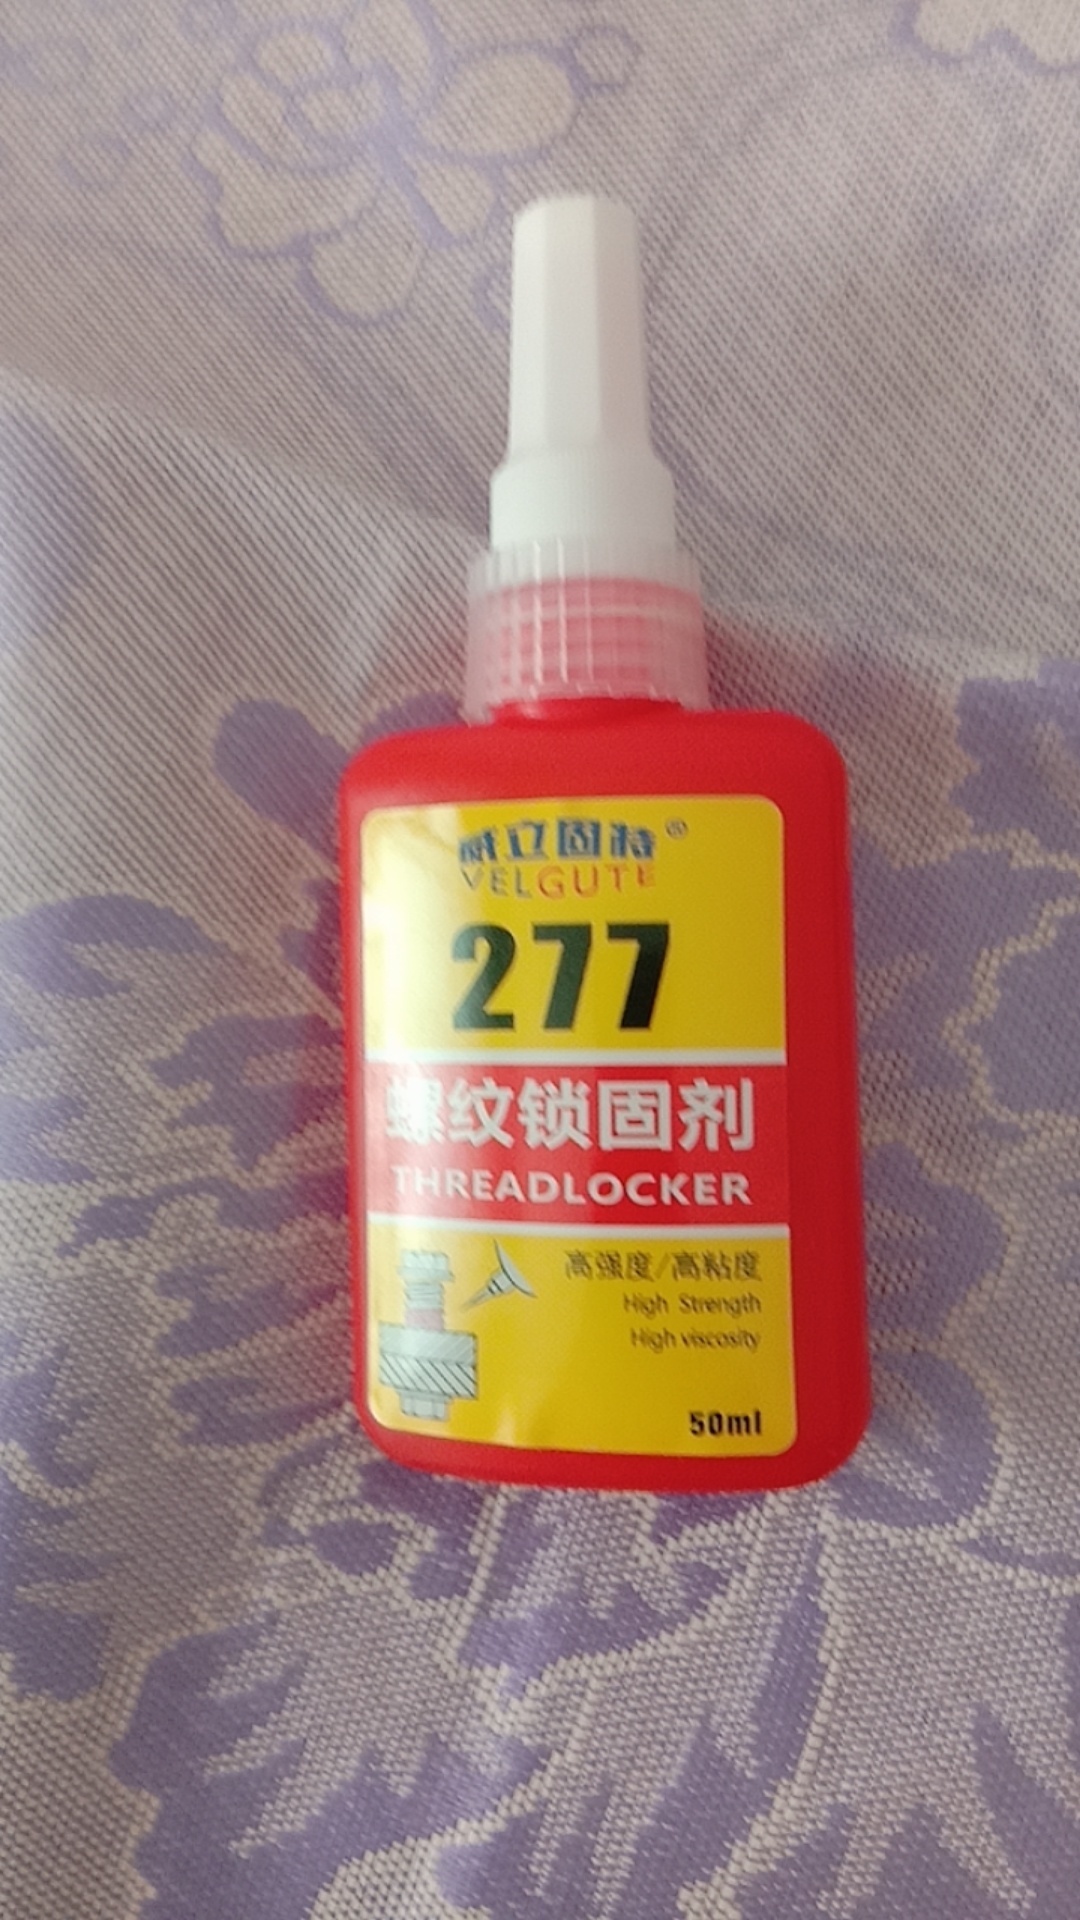 威立固特®
VELGUTE
277
螺纹锁固剂
THREADLOCKER
高强度/高粘度
High Strength
High viscosity
50ml